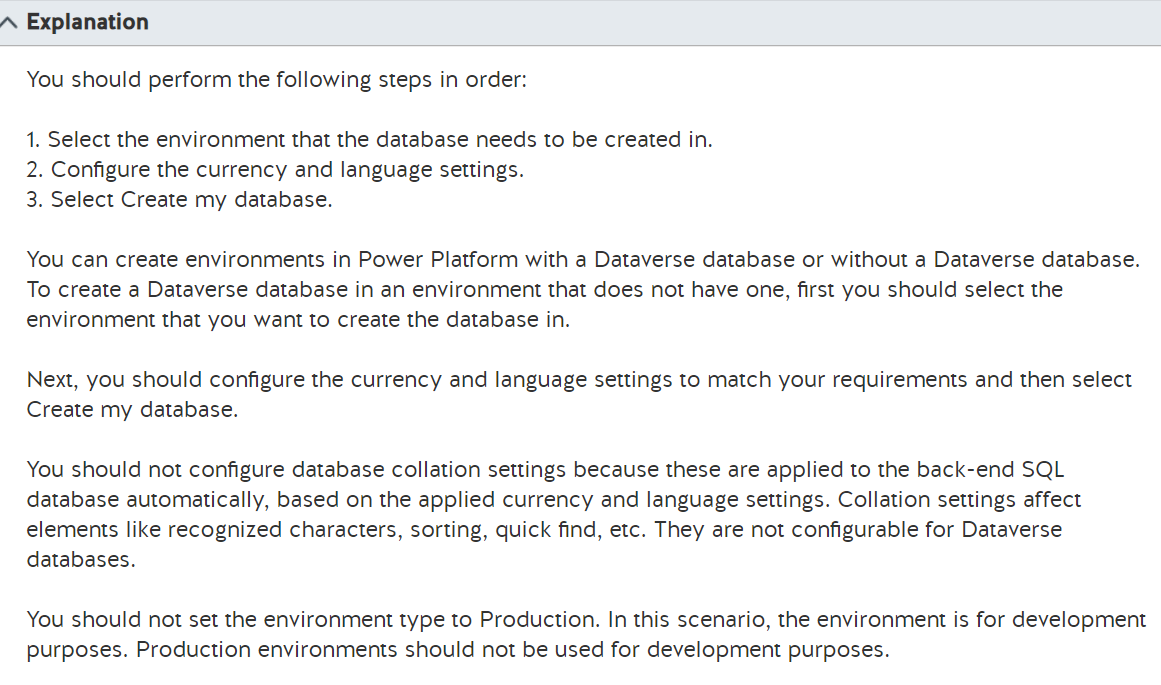 Explanation
You should perform the following steps in order:
1. Select the environment that the database needs to be created in.
2. Configure the currency and language settings.
3. Select Create my database.
You can create environments in Power Platform with a Dataverse database or without a Dataverse database.
To create a Dataverse database in an environment that does not have one, first you should select the
environment that you want to create the database in.
Next, you should configure the currency and language settings to match your requirements and then select
Create my database.
You should not configure database collation settings because these are applied to the back-end SQL
database automatically, based on the applied currency and language settings. Collation settings affect
elements like recognized characters, sorting, quick find, etc. They are not configurable for Dataverse
databases.
You should not set the environment type to Production. In this scenario, the environment is for development
purposes. Production environments should not be used for development purposes.